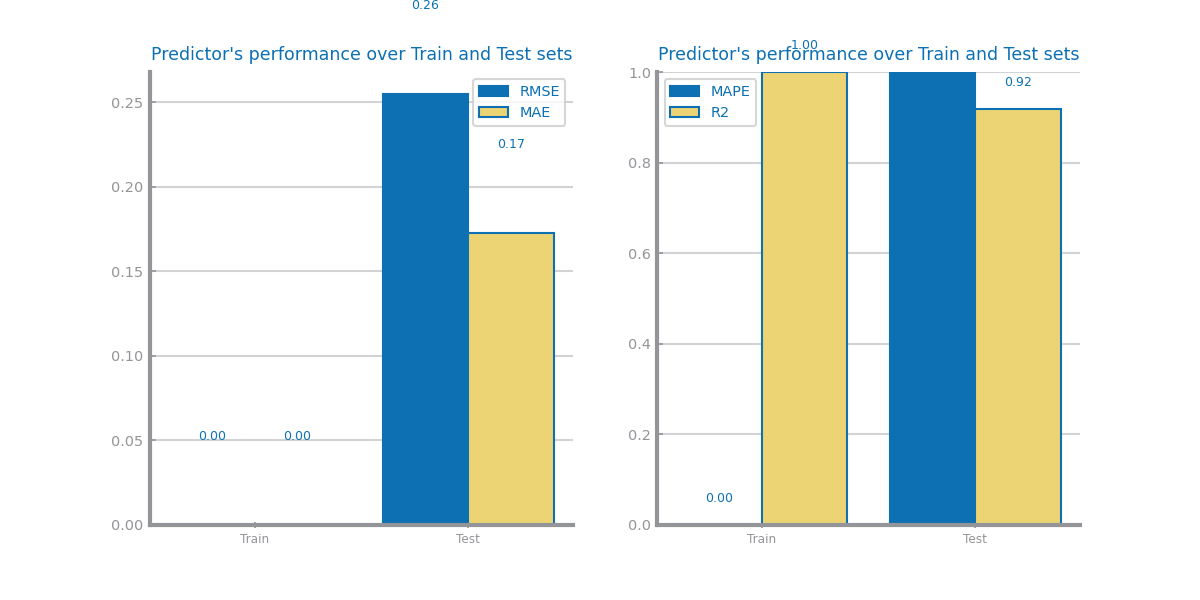 0.26
Predictor's performance over Train and Test sets
RMSE
MAE
0.25
0.20
0.15
0.10
0.05
0.00
0.17
0.00
0.00
Train
Test
Predictor's performance over Train and Test sets
1.00
MAPE
R2
1.0
0.8
0.6
0.4
0.2
0.0
0.92
0.00
Train
Test